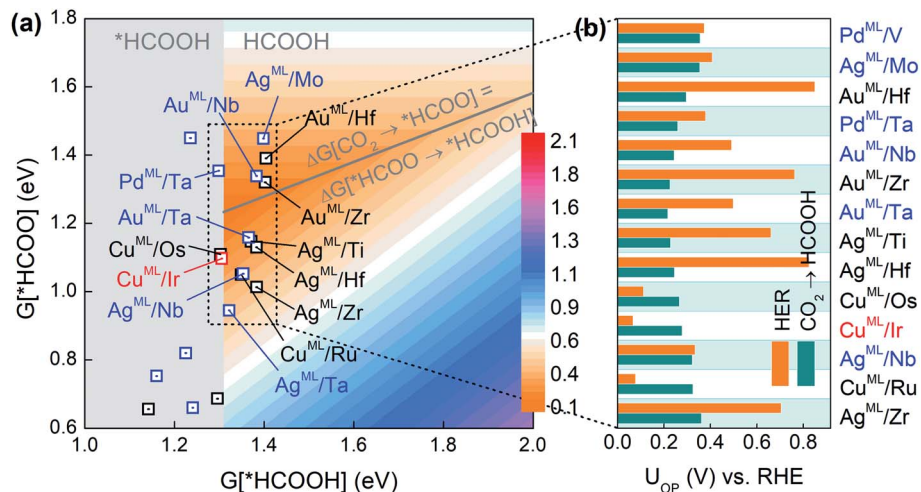 (a)
1.8
1.6
1.4
1.2
1.0
0.8
0.6
G[*HCOO] (eV)
*HCOOH
HCOOH
Ag^ML/Mo
Au^ML/Nb
Au^ML/Hf
ΔG[CO₂ → *HCOO] =
ΔG[*HCOO → *HCOOH]
Pd^ML/Ta
Au^ML/Zr
Au^ML/Ta
Ag^ML/Ti
Cu^ML/Os
Ag^ML/Hf
Cu^ML/Ir
Ag^ML/Zr
Ag^ML/Nb
Cu^ML/Ru
Ag^ML/Ta
2.1
1.9
1.7
1.5
1.3
1.1
0.9
0.7
0.6
0.4
0.3
0.1
1.0 1.2 1.4 1.6 1.8 2.0
G[*HCOOH] (eV)
(b)
Pd^ML/V
Ag^ML/Mo
Au^ML/Hf
Pd^ML/Ta
Au^ML/Nb
Au^ML/Zr
Au^ML/Ta
Ag^ML/Ti
Ag^ML/Hf
Cu^ML/Os
Cu^ML/Ir
Ag^ML/Nb
Cu^ML/Ru
Ag^ML/Zr
HER
CO₂ → HCOOH
0.0 0.2 0.4 0.6 0.8
U_OP (V) vs. RHE